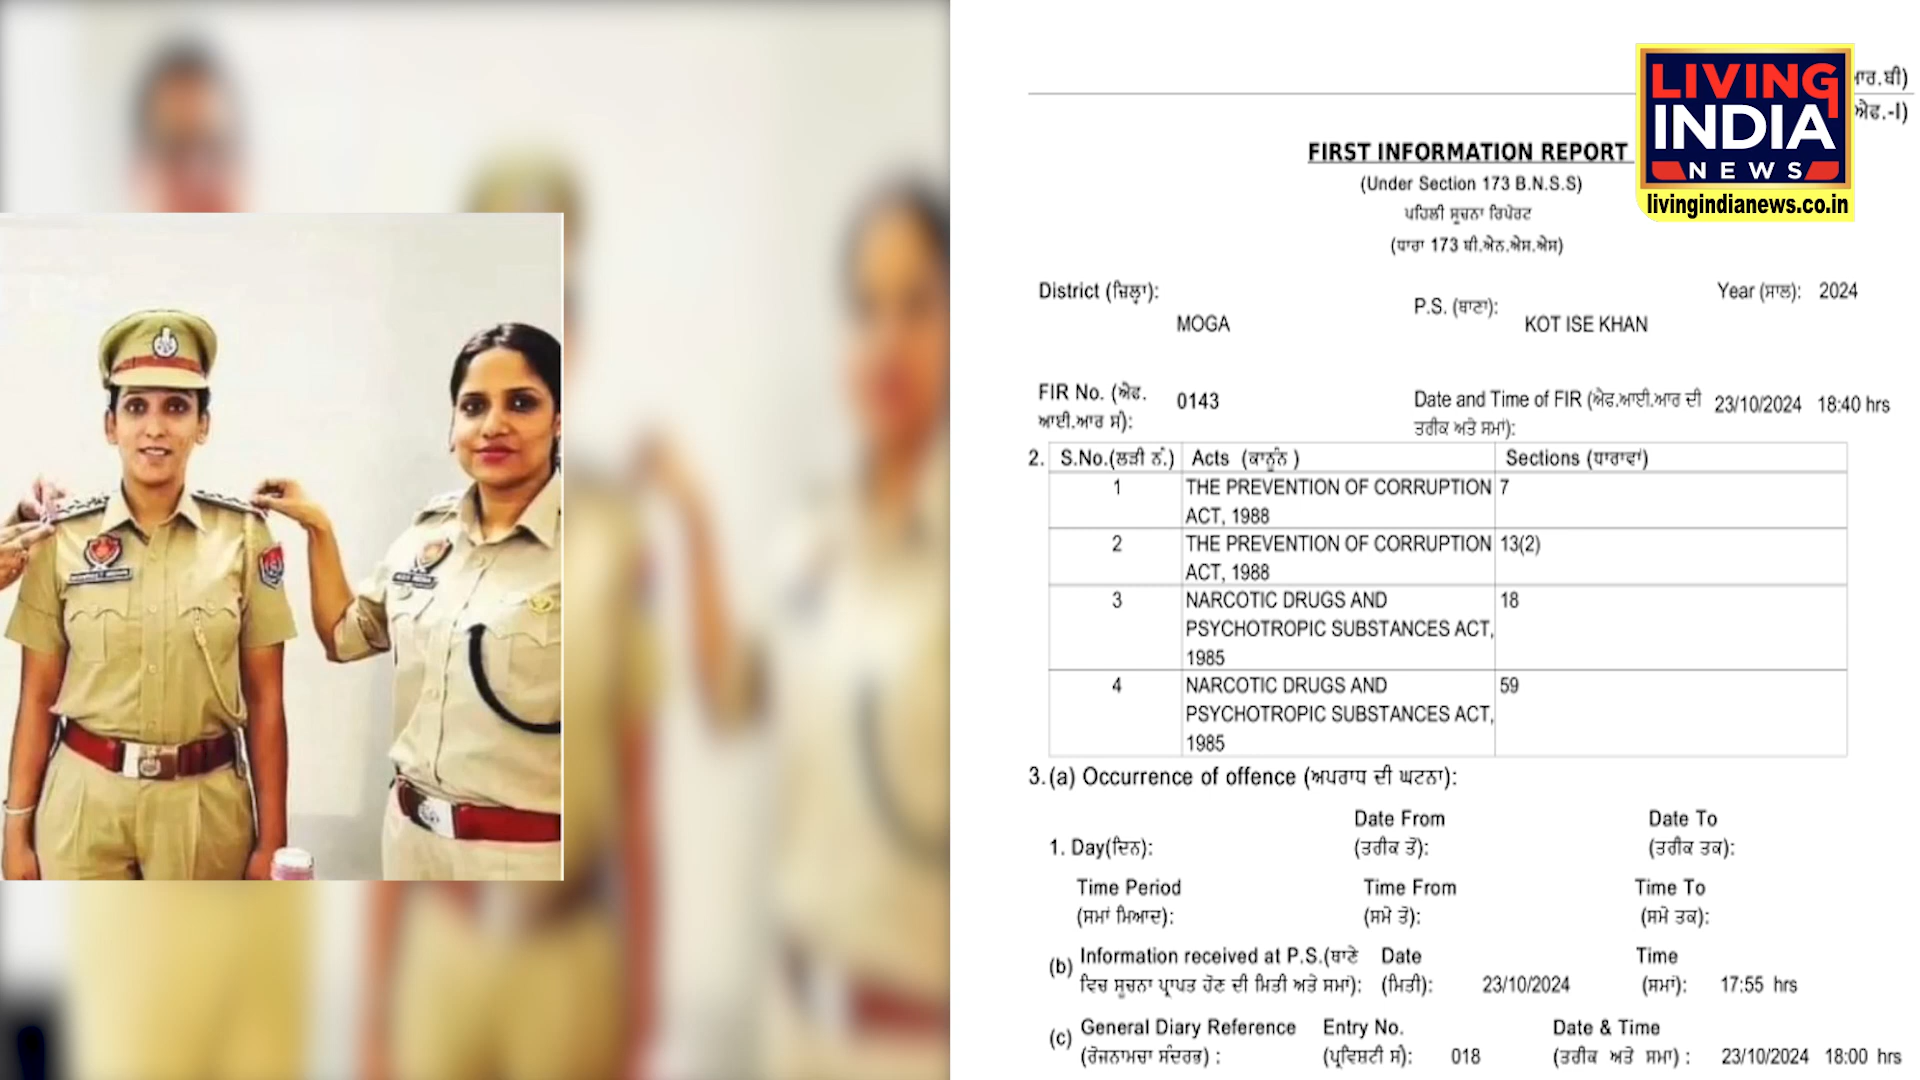 LIVING
INDIA
NEWS
livingindianews.co.in
ਆਰ.ਬੀ)
ਐਫ.-I)
FIRST INFORMATION REPORT
(Under Section 173 B.N.S.S)
ਪਹਿਲੀ ਸੂਚਨਾ ਰਿਪੋਰਟ
(ਧਾਰਾ 173 ਬੀ.ਐਨ.ਐਸ.ਐਸ)
District (ਜ਼ਿਲ੍ਹਾ): MOGA P.S. (ਥਾਣਾ): KOT ISE KHAN Year (ਸਾਲ): 2024
FIR No. (ਐਫ. 0143 Date and Time of FIR (ਐਫ.ਆਈ.ਆਰ ਦੀ 23/10/2024 18:40 hrs
ਆਈ.ਆਰ ਸੰ): ਤਰੀਕ ਅਤੇ ਸਮਾਂ):
2. S.No.(ਲੜੀ ਨੰ.) Acts (ਕਾਨੂੰਨ ) Sections (ਧਾਰਾਵਾਂ)
1 THE PREVENTION OF CORRUPTION 7
ACT, 1988
2 THE PREVENTION OF CORRUPTION 13(2)
ACT, 1988
3 NARCOTIC DRUGS AND 18
PSYCHOTROPIC SUBSTANCES ACT,
1985
4 NARCOTIC DRUGS AND 59
PSYCHOTROPIC SUBSTANCES ACT,
1985
3.(a) Occurrence of offence (ਅਪਰਾਧ ਦੀ ਘਟਨਾ):
Date From Date To
1. Day(ਦਿਨ): (ਤਰੀਕ ਤੋਂ): (ਤਰੀਕ ਤਕ):
Time Period Time From Time To
(ਸਮਾਂ ਮਿਆਦ): (ਸਮੇਂ ਤੋ): (ਸਮੇਂ ਤਕ):
(b) Information received at P.S.(ਥਾਣੇ Date Time
ਵਿਚ ਸੂਚਨਾ ਪ੍ਰਾਪਤ ਹੋਣ ਦੀ ਮਿਤੀ ਅਤੇ ਸਮਾਂ): (ਮਿਤੀ): 23/10/2024 (ਸਮਾਂ): 17:55 hrs
(c) General Diary Reference Entry No. Date & Time
(ਰੋਜ਼ਨਾਮਚਾ ਸੰਦਰਭ) : (ਪ੍ਰਵਿਸ਼ਟੀ ਸੰ): 018 (ਤਰੀਕ ਅਤੇ ਸਮਾਂ) : 23/10/2024 18:00 hrs